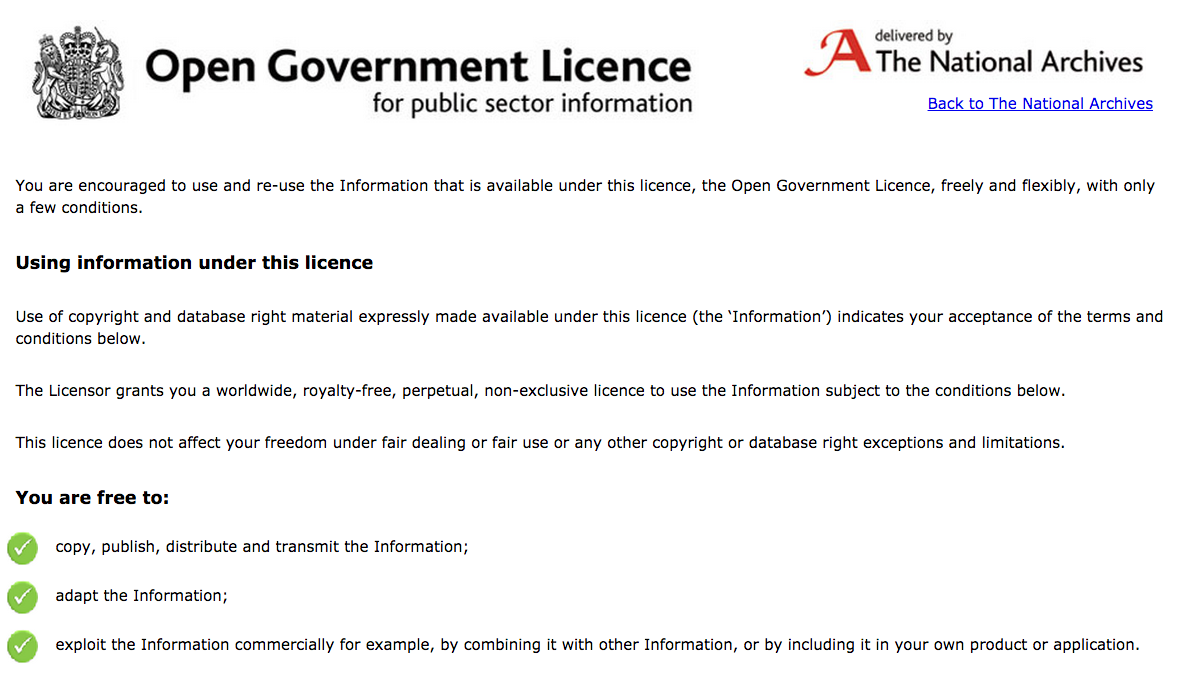 Open Government Licence
for public sector information
delivered by
The National Archives
Back to The National Archives
You are encouraged to use and re-use the Information that is available under this licence, the Open Government Licence, freely and flexibly, with only
a few conditions.
Using information under this licence
Use of copyright and database right material expressly made available under this licence (the ‘Information’) indicates your acceptance of the terms and
conditions below.
The Licensor grants you a worldwide, royalty-free, perpetual, non-exclusive licence to use the Information subject to the conditions below.
This licence does not affect your freedom under fair dealing or fair use or any other copyright or database right exceptions and limitations.
You are free to:
copy, publish, distribute and transmit the Information;
adapt the Information;
exploit the Information commercially for example, by combining it with other Information, or by including it in your own product or application.